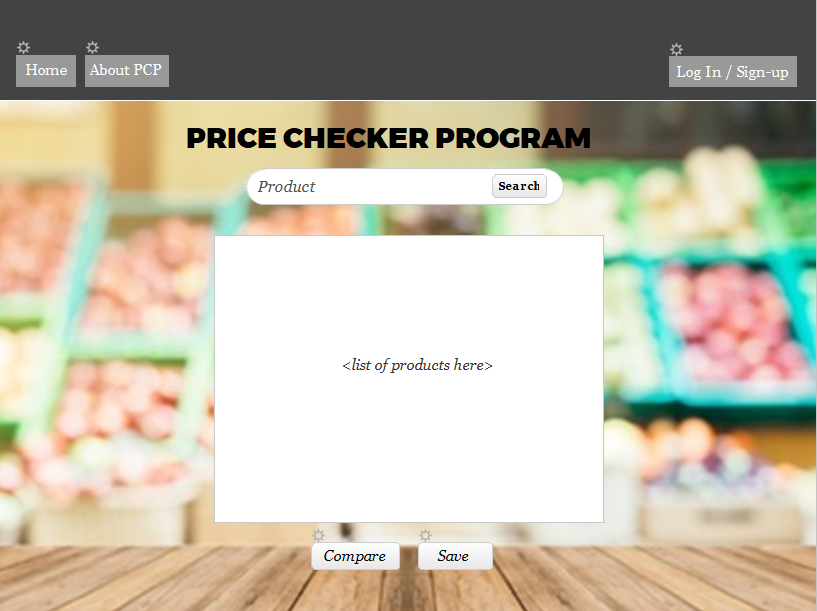 Home
About PCP
Log In / Sign-up
PRICE CHECKER PROGRAM
Product
Search
<list of products here>
Compare
Save